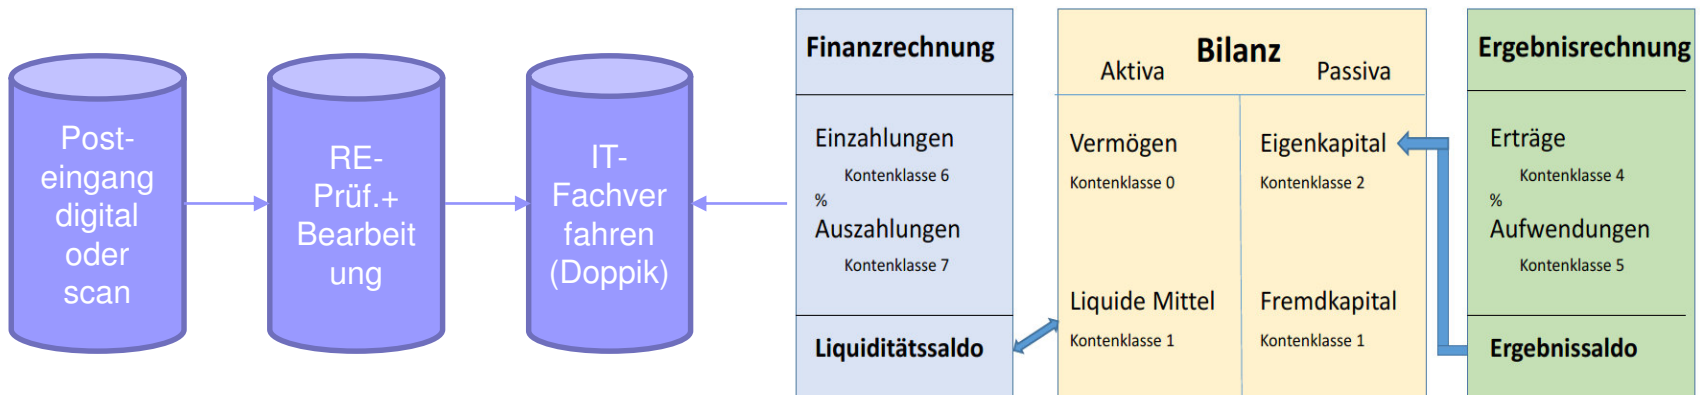 Post-
eingang
digital
oder
scan
RE-
Prüf.+
Bearbeit
ung
IT-
Fachver
fahren
(Doppik)
Finanzrechnung
Einzahlungen
Kontenklasse 6
%
Auszahlungen
Kontenklasse 7
Liquiditätssaldo
Bilanz
Aktiva
Passiva
Vermögen
Kontenklasse 0
Eigenkapital
Kontenklasse 2
Liquide Mittel
Kontenklasse 1
Fremdkapital
Kontenklasse 1
Ergebnisrechnung
Erträge
Kontenklasse 4
%
Aufwendungen
Kontenklasse 5
Ergebnissaldo